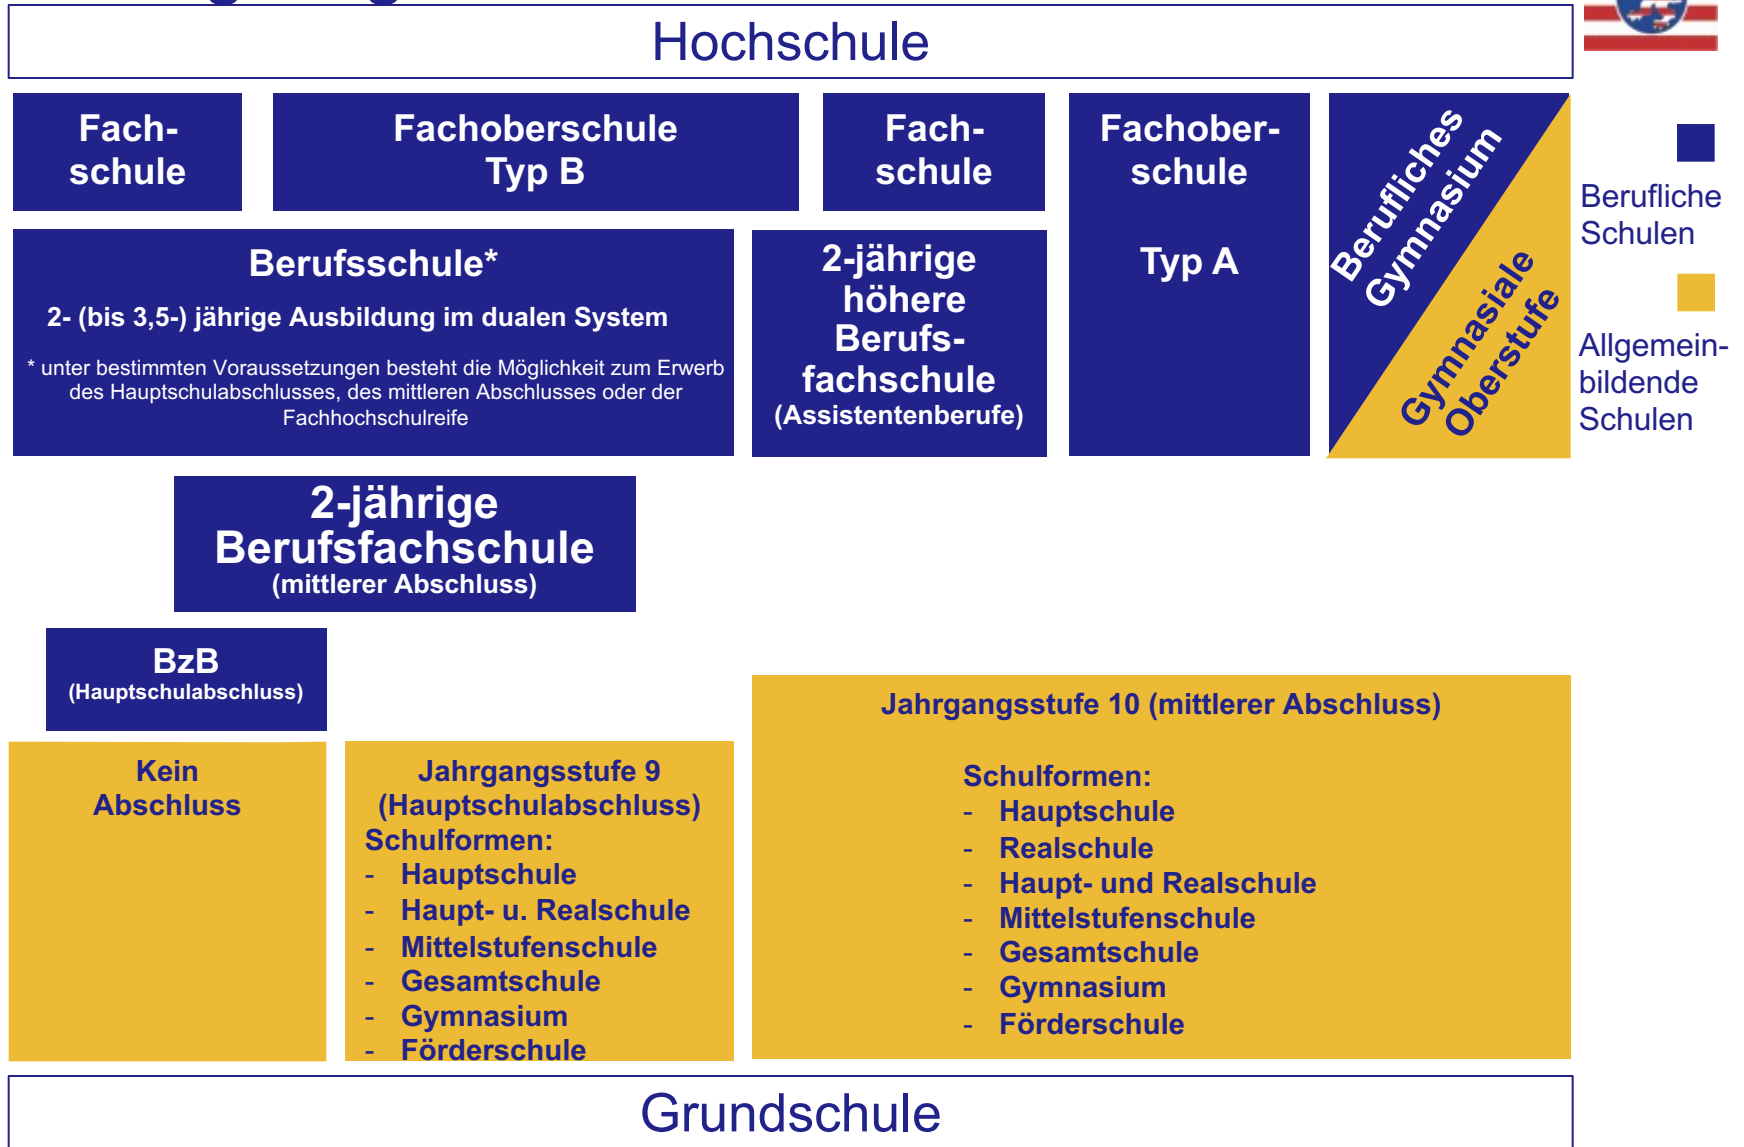 Hochschule
Fach-
schule
Fachoberschule
Typ B
Fach-
schule
Fachober-
schule
Typ A
Berufliches
Gymnasium
Gymnasiale
Oberstufe
Berufliche
Schulen
Allgemein-
bildende
Schulen
Berufsschule*
2- (bis 3,5-) jährige Ausbildung im dualen System
* unter bestimmten Voraussetzungen besteht die Möglichkeit zum Erwerb
des Hauptschulabschlusses, des mittleren Abschlusses oder der
Fachhochschulreife
2-jährige
höhere
Berufs-
fachschule
(Assistentenberufe)
2-jährige
Berufsfachschule
(mittlerer Abschluss)
BzB
(Hauptschulabschluss)
Kein
Abschluss
Jahrgangsstufe 9
(Hauptschulabschluss)
Schulformen:
- Hauptschule
- Haupt- u. Realschule
- Mittelstufenschule
- Gesamtschule
- Gymnasium
- Förderschule
Jahrgangsstufe 10 (mittlerer Abschluss)
Schulformen:
- Hauptschule
- Realschule
- Haupt- und Realschule
- Mittelstufenschule
- Gesamtschule
- Gymnasium
- Förderschule
Grundschule